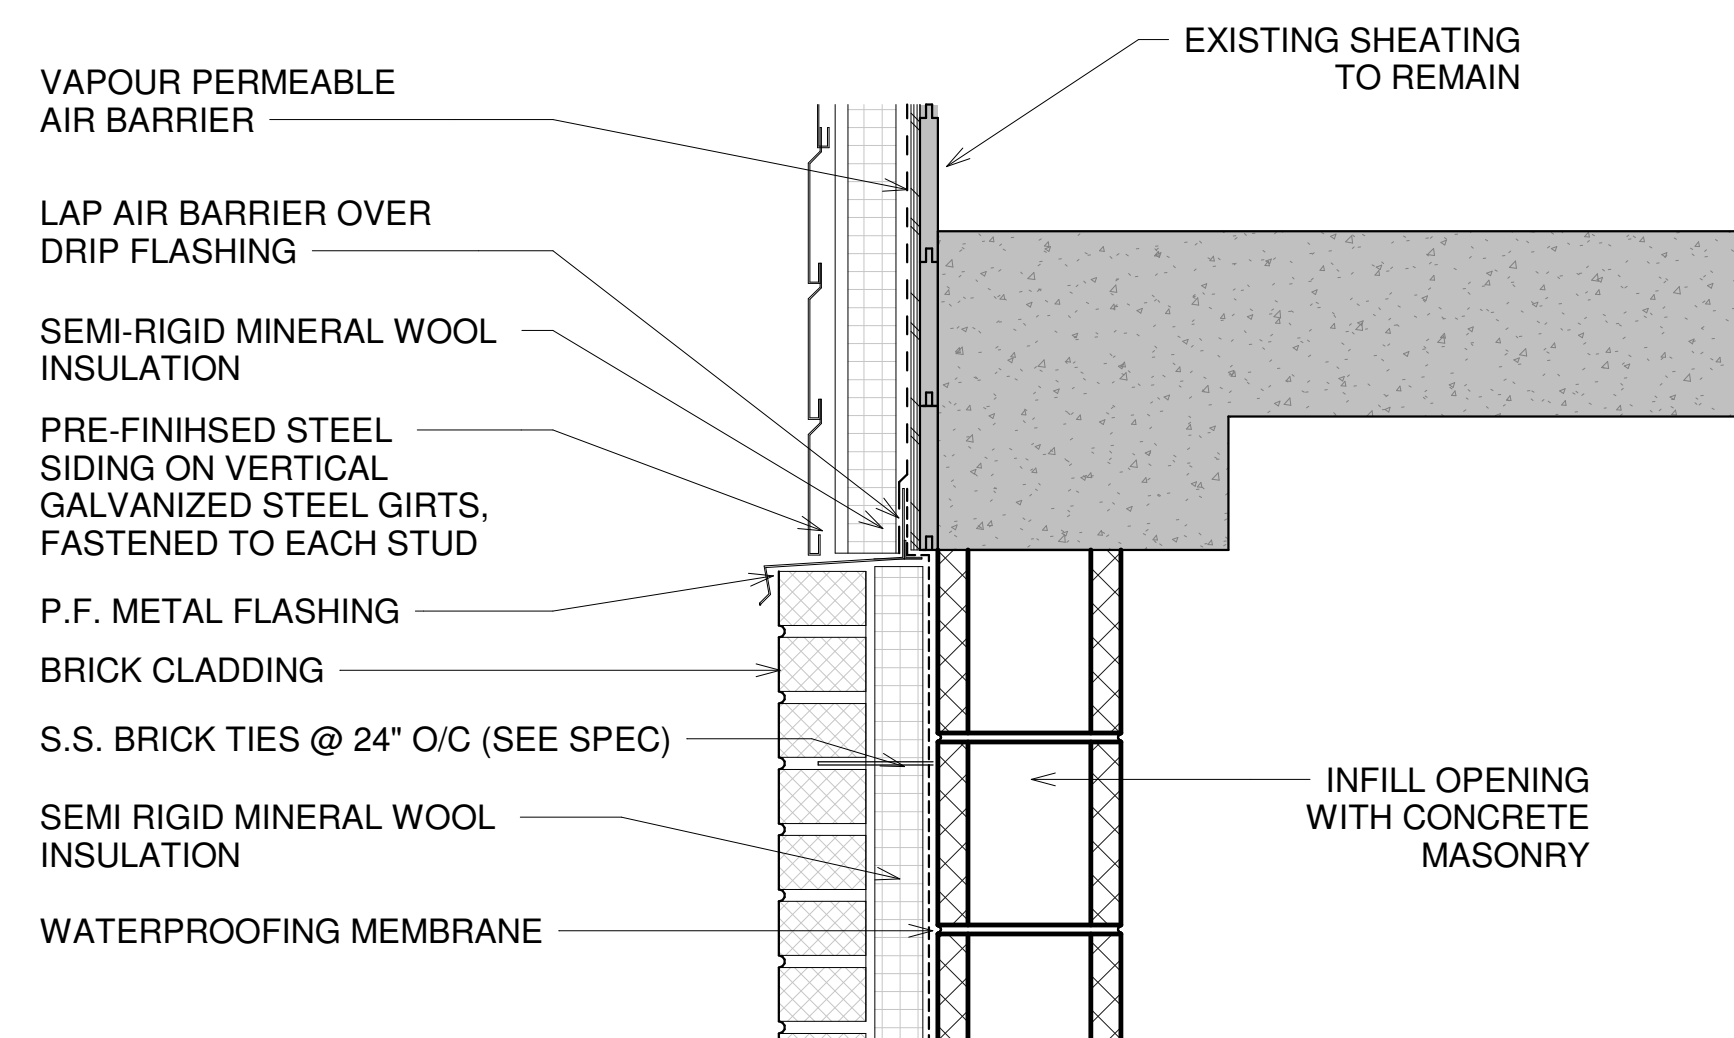 VAPOUR PERMEABLE
AIR BARRIER
LAP AIR BARRIER OVER
DRIP FLASHING
SEMI-RIGID MINERAL WOOL
INSULATION
PRE-FINIHSED STEEL
SIDING ON VERTICAL
GALVANIZED STEEL GIRTS,
FASTENED TO EACH STUD
P.F. METAL FLASHING
BRICK CLADDING
S.S. BRICK TIES @ 24" O/C (SEE SPEC)
SEMI RIGID MINERAL WOOL
INSULATION
WATERPROOFING MEMBRANE
EXISTING SHEATING
TO REMAIN
INFILL OPENING
WITH CONCRETE
MASONRY